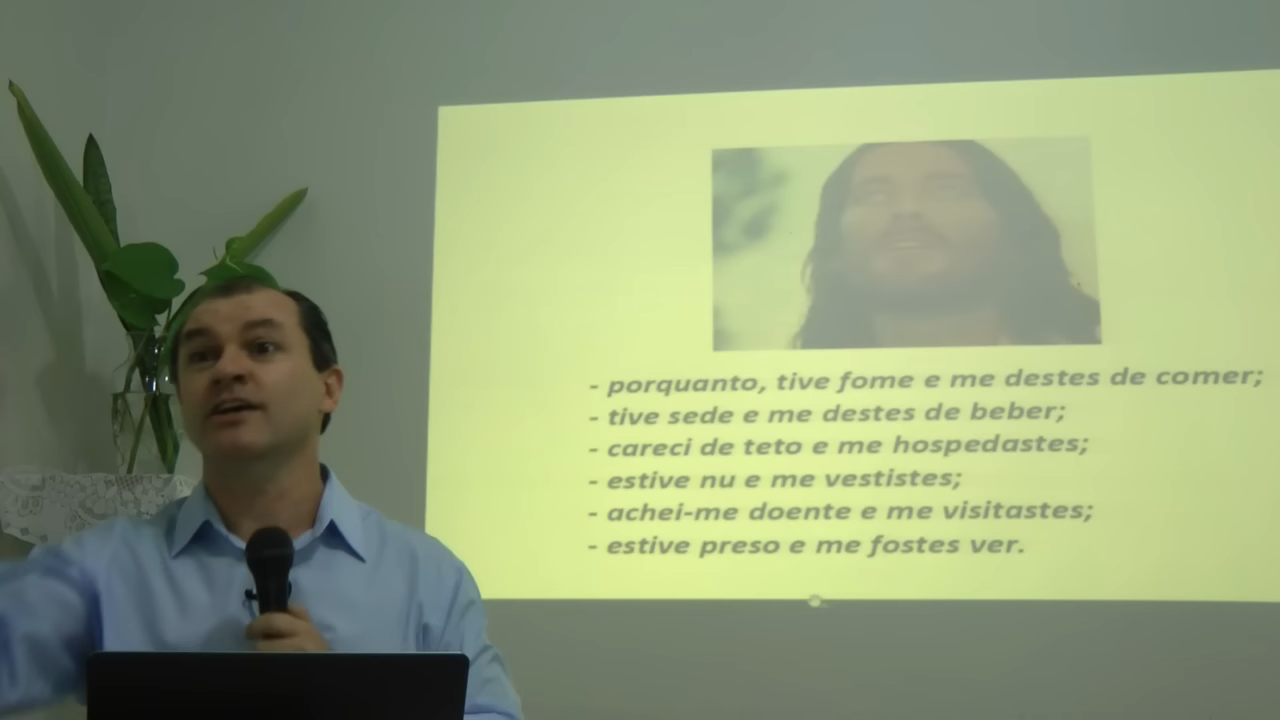 - porquanto, tive fome e me destes de comer;
- tive sede e me destes de beber;
- careci de teto e me hospedastes;
- estive nu e me vestistes;
- achei-me doente e me visitastes;
- estive preso e me fostes ver.